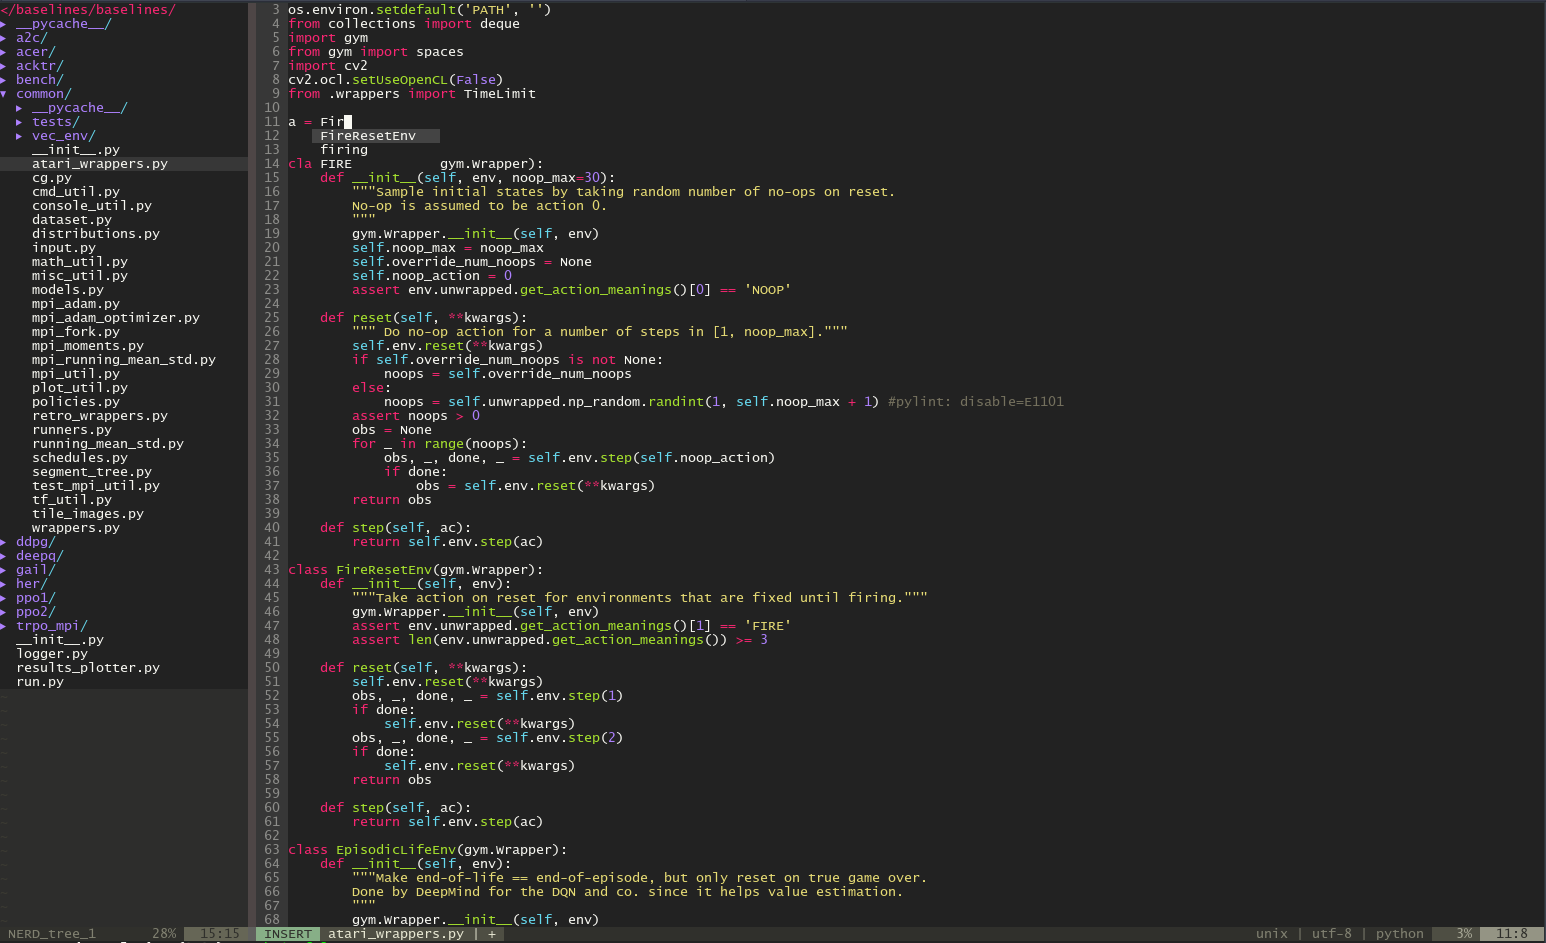 </baselines/baselines/
▸ __pycache__/
▸ a2c/
▸ acer/
▸ acktr/
▸ bench/
▾ common/
▸ __pycache__/
▸ tests/
▸ vec_env/
__init__.py
atari_wrappers.py
cg.py
cmd_util.py
console_util.py
dataset.py
distributions.py
input.py
math_util.py
misc_util.py
models.py
mpi_adam.py
mpi_adam_optimizer.py
mpi_fork.py
mpi_moments.py
mpi_running_mean_std.py
mpi_util.py
plot_util.py
policies.py
retro_wrappers.py
runners.py
running_mean_std.py
schedules.py
segment_tree.py
test_mpi_util.py
tf_util.py
tile_images.py
wrappers.py
▸ ddpg/
▸ deepq/
▸ gail/
▸ her/
▸ ppo1/
▸ ppo2/
▸ trpo_mpi/
__init__.py
logger.py
results_plotter.py
run.py
NERD_tree_1 28% 15:15
3 os.environ.setdefault('PATH', '')
4 from collections import deque
5 import gym
6 from gym import spaces
7 import cv2
8 cv2.ocl.setUseOpenCL(False)
9 from .wrappers import TimeLimit
10
11 a = Fir
12 FireResetEnv
13 firing
14 cla FIRE gym.Wrapper):
15 def __init__(self, env, noop_max=30):
16 """Sample initial states by taking random number of no-ops on reset.
17 No-op is assumed to be action 0.
18 """
19 gym.Wrapper.__init__(self, env)
20 self.noop_max = noop_max
21 self.override_num_noops = None
22 self.noop_action = 0
23 assert env.unwrapped.get_action_meanings()[0] == 'NOOP'
24
25 def reset(self, **kwargs):
26 """ Do no-op action for a number of steps in [1, noop_max]."""
27 self.env.reset(**kwargs)
28 if self.override_num_noops is not None:
29 noops = self.override_num_noops
30 else:
31 noops = self.unwrapped.np_random.randint(1, self.noop_max + 1) #pylint: disable=E1101
32 assert noops > 0
33 obs = None
34 for _ in range(noops):
35 obs, _, done, _ = self.env.step(self.noop_action)
36 if done:
37 obs = self.env.reset(**kwargs)
38 return obs
39
40 def step(self, ac):
41 return self.env.step(ac)
42
43 class FireResetEnv(gym.Wrapper):
44 def __init__(self, env):
45 """Take action on reset for environments that are fixed until firing."""
46 gym.Wrapper.__init__(self, env)
47 assert env.unwrapped.get_action_meanings()[1] == 'FIRE'
48 assert len(env.unwrapped.get_action_meanings()) >= 3
49
50 def reset(self, **kwargs):
51 self.env.reset(**kwargs)
52 obs, _, done, _ = self.env.step(1)
53 if done:
54 self.env.reset(**kwargs)
55 obs, _, done, _ = self.env.step(2)
56 if done:
57 self.env.reset(**kwargs)
58 return obs
59
60 def step(self, ac):
61 return self.env.step(ac)
62
63 class EpisodicLifeEnv(gym.Wrapper):
64 def __init__(self, env):
65 """Make end-of-life == end-of-episode, but only reset on true game over.
66 Done by DeepMind for the DQN and co. since it helps value estimation.
67 """
68 gym.Wrapper.__init__(self, env)
INSERT atari_wrappers.py | + unix | utf-8 | python 3% 11:8